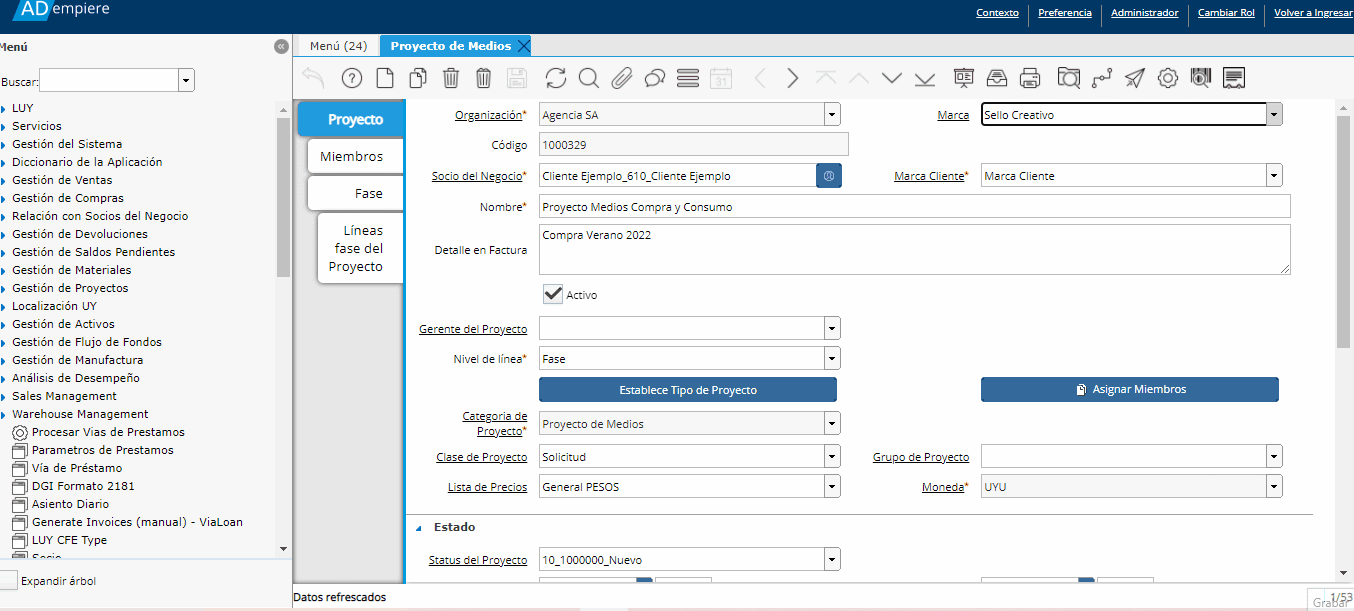 ADempiere
Contexto Preferencia Administrador Cambiar Rol Volver a Ingresar
Menú
Buscar:
LUY
Servicios
Gestión del Sistema
Diccionario de la Aplicación
Gestión de Ventas
Gestión de Compras
Relación con Socios del Negocio
Gestión de Devoluciones
Gestión de Saldos Pendientes
Gestión de Materiales
Gestión de Proyectos
Localización UY
Gestión de Activos
Gestión de Flujo de Fondos
Gestión de Manufactura
Análisis de Desempeño
Sales Management
Warehouse Management
Procesar Vias de Prestamos
Parametros de Prestamos
Vía de Préstamo
DGI Formato 2181
Asiento Diario
Generate Invoices (manual) - ViaLoan
LUY CFE Type
Socio
Expandir árbol
Menú (24) Proyecto de Medios
31
Proyecto
Miembros
Fase
Líneas
fase del
Proyecto
Organización* Agencia SA Marca Sello Creativo
Código 1000329
Socio del Negocio* Cliente Ejemplo_610_Cliente Ejemplo Marca Cliente* Marca Cliente
Nombre* Proyecto Medios Compra y Consumo
Detalle en Factura Compra Verano 2022
Activo
Gerente del Proyecto
Nivel de línea* Fase
Establece Tipo de Proyecto Asignar Miembros
Categoria de
Proyecto* Proyecto de Medios
Clase de Proyecto Solicitud Grupo de Proyecto
Lista de Precios General PESOS Moneda* UYU
Estado
Status del Proyecto 10_1000000_Nuevo
Datos refrescados 1/53
Grabar